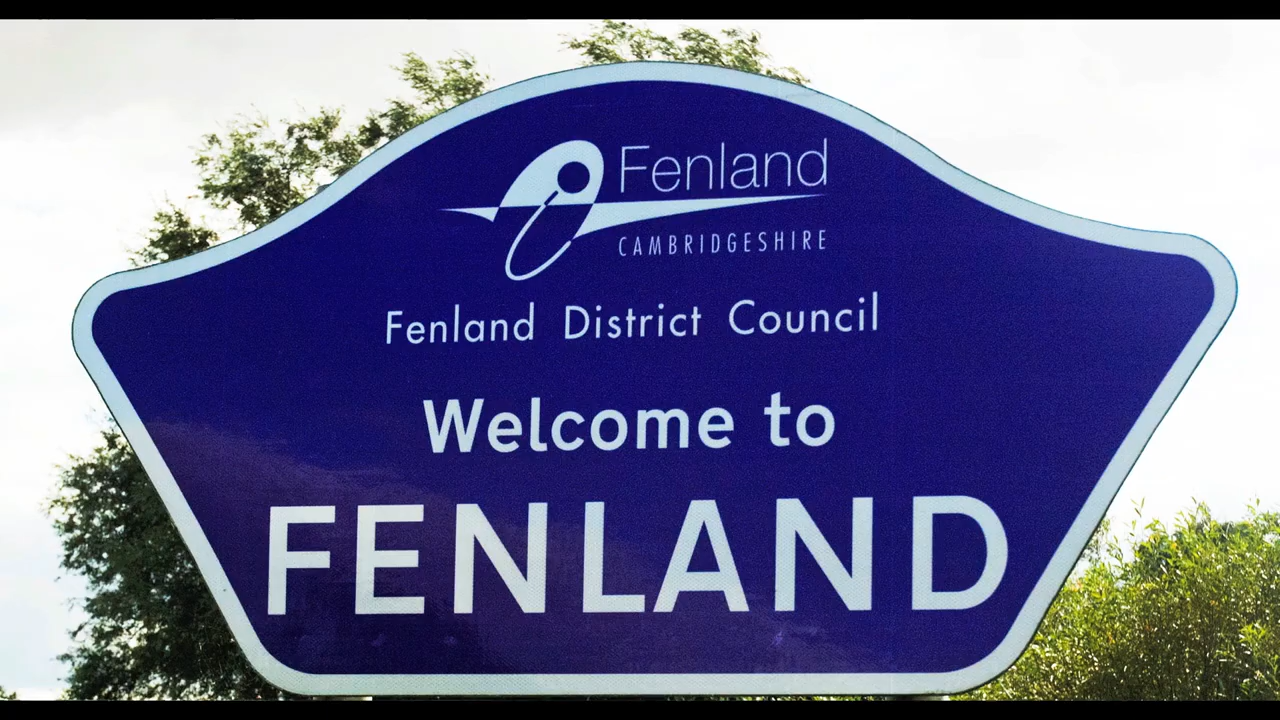 Fenland
CAMBRIDGESHIRE
Fenland District Council
Welcome to
FENLAND